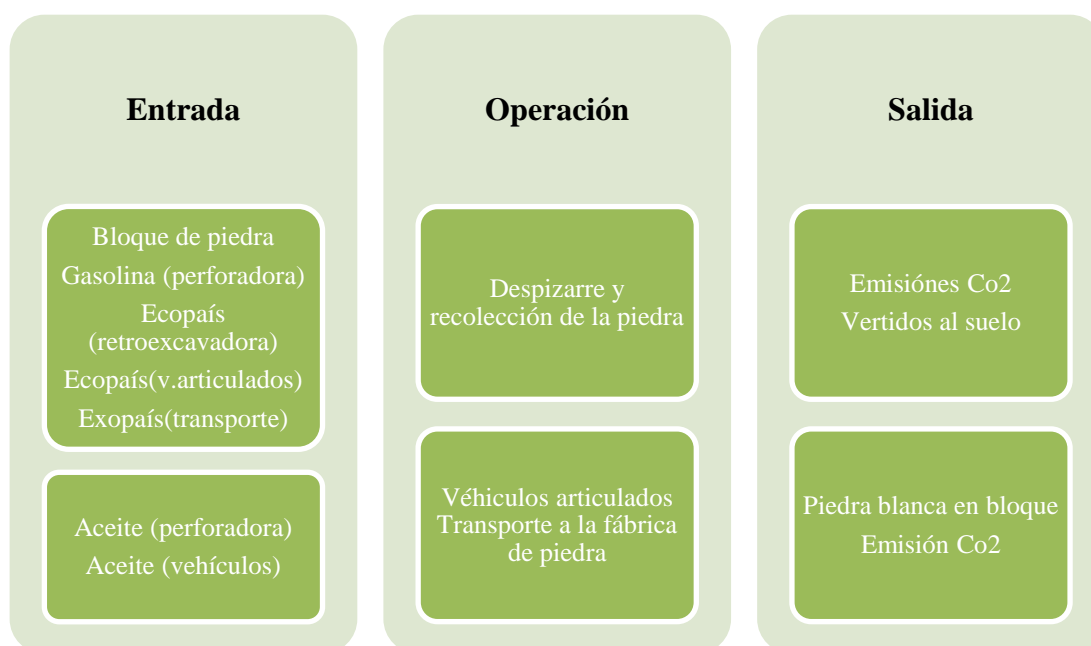 Entrada
Bloque de piedra
Gasolina (perforadora)
Ecopaís
(retroexcavadora)
Ecopaís(v.articulados)
Exopaís(transporte)
Aceite (perforadora)
Aceite (vehículos)
Operación
Despizarre y
recolección de la piedra
Véhiculos articulados
Transporte a la fábrica
de piedra
Salida
Emisiónes Co2
Vertidos al suelo
Piedra blanca en bloque
Emisión Co2